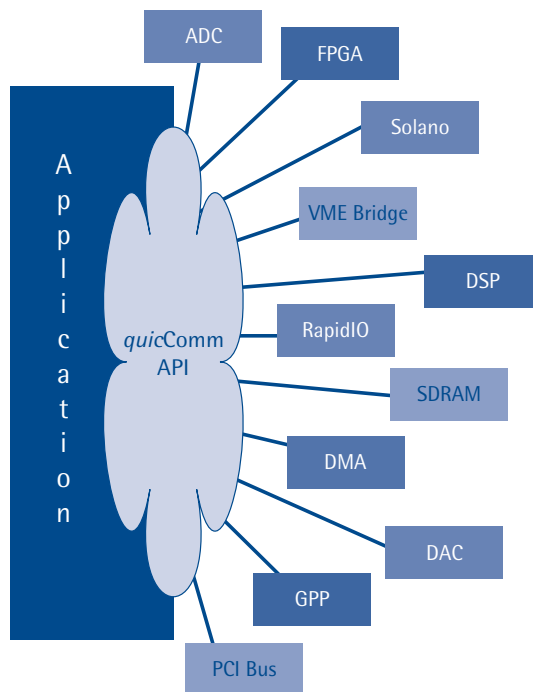 ADC
FPGA
Solano
Application
VME Bridge
DSP
RapidIO
quicComm
API
SDRAM
DMA
DAC
GPP
PCI Bus